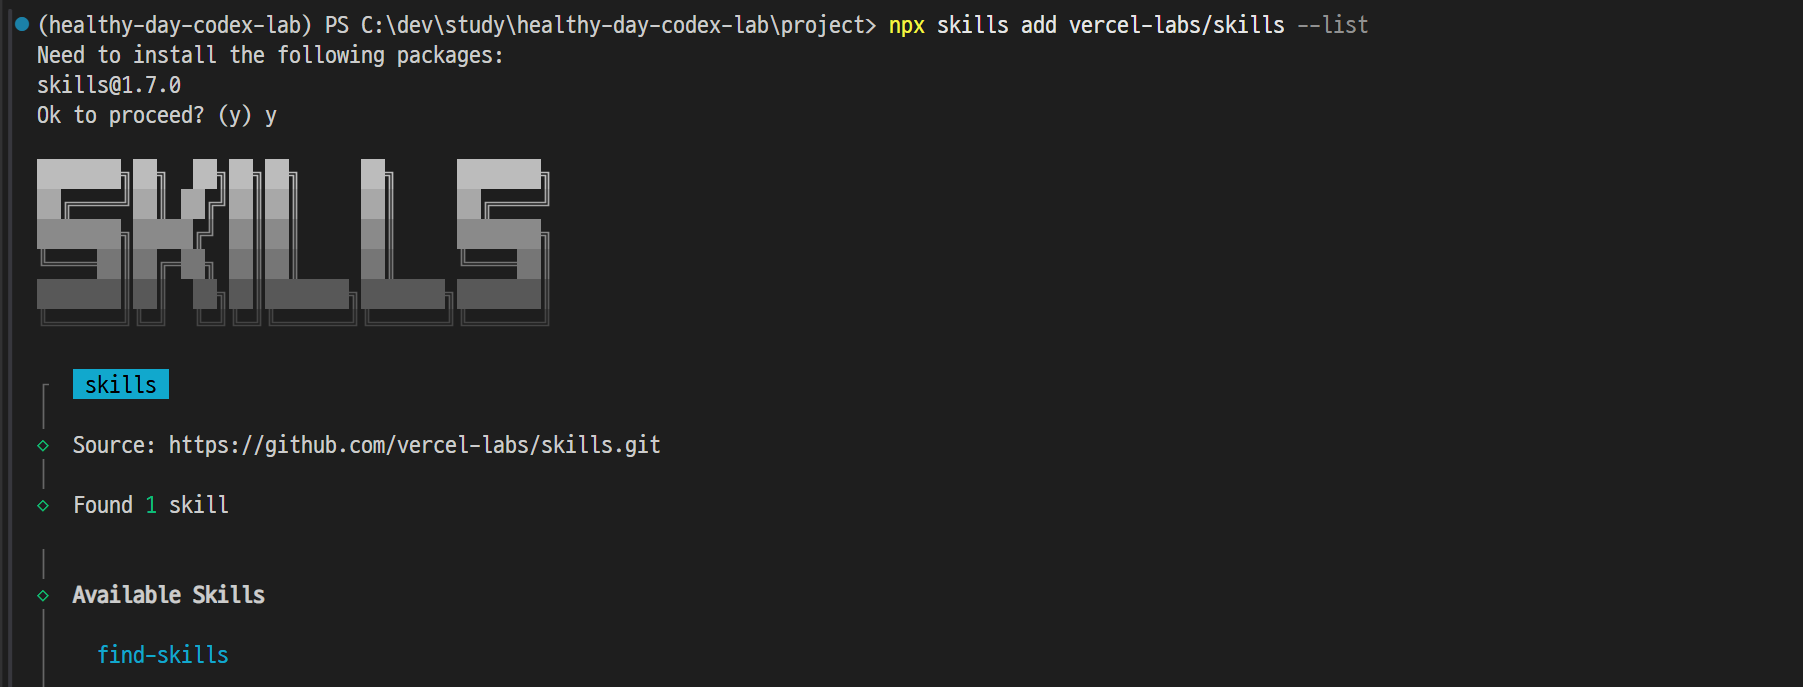 (healthy-day-codex-lab) PS C:\dev\study\healthy-day-codex-lab\project> npx skills add vercel-labs/skills --list
Need to install the following packages:
skills@1.7.0
Ok to proceed? (y) y
SKILLS
skills
Source: https://github.com/vercel-labs/skills.git
Found 1 skill
Available Skills
find-skills